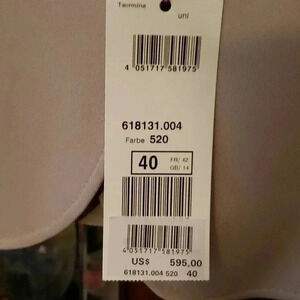 Taormina
uni
4 051717 581975
618131.004
Farbe 520
40 FR/ 42
GB/ 14
4 051717 581975
US$ 595.00
618131.004 520 40